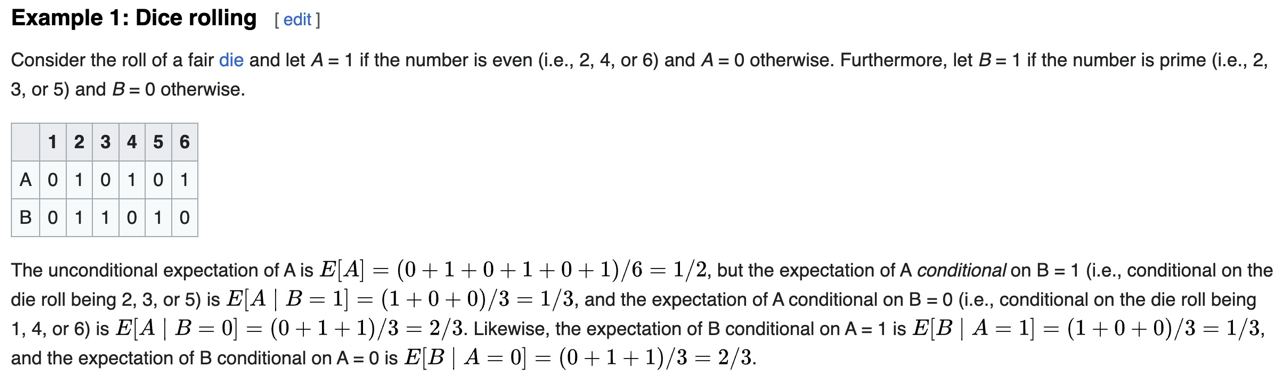 Example 1: Dice rolling [ edit ]
Consider the roll of a fair die and let A = 1 if the number is even (i.e., 2, 4, or 6) and A = 0 otherwise. Furthermore, let B = 1 if the number is prime (i.e., 2,
3, or 5) and B = 0 otherwise.
1 2 3 4 5 6
A 0 1 0 1 0 1
B 0 1 1 0 1 0
The unconditional expectation of A is E[A] = (0 + 1 + 0 + 1 + 0 + 1)/6 = 1/2, but the expectation of A conditional on B = 1 (i.e., conditional on the
die roll being 2, 3, or 5) is E[A | B = 1] = (1 + 0 + 0)/3 = 1/3, and the expectation of A conditional on B = 0 (i.e., conditional on the die roll being
1, 4, or 6) is E[A | B = 0] = (0 + 1 + 1)/3 = 2/3. Likewise, the expectation of B conditional on A = 1 is E[B | A = 1] = (1 + 0 + 0)/3 = 1/3,
and the expectation of B conditional on A = 0 is E[B | A = 0] = (0 + 1 + 1)/3 = 2/3.